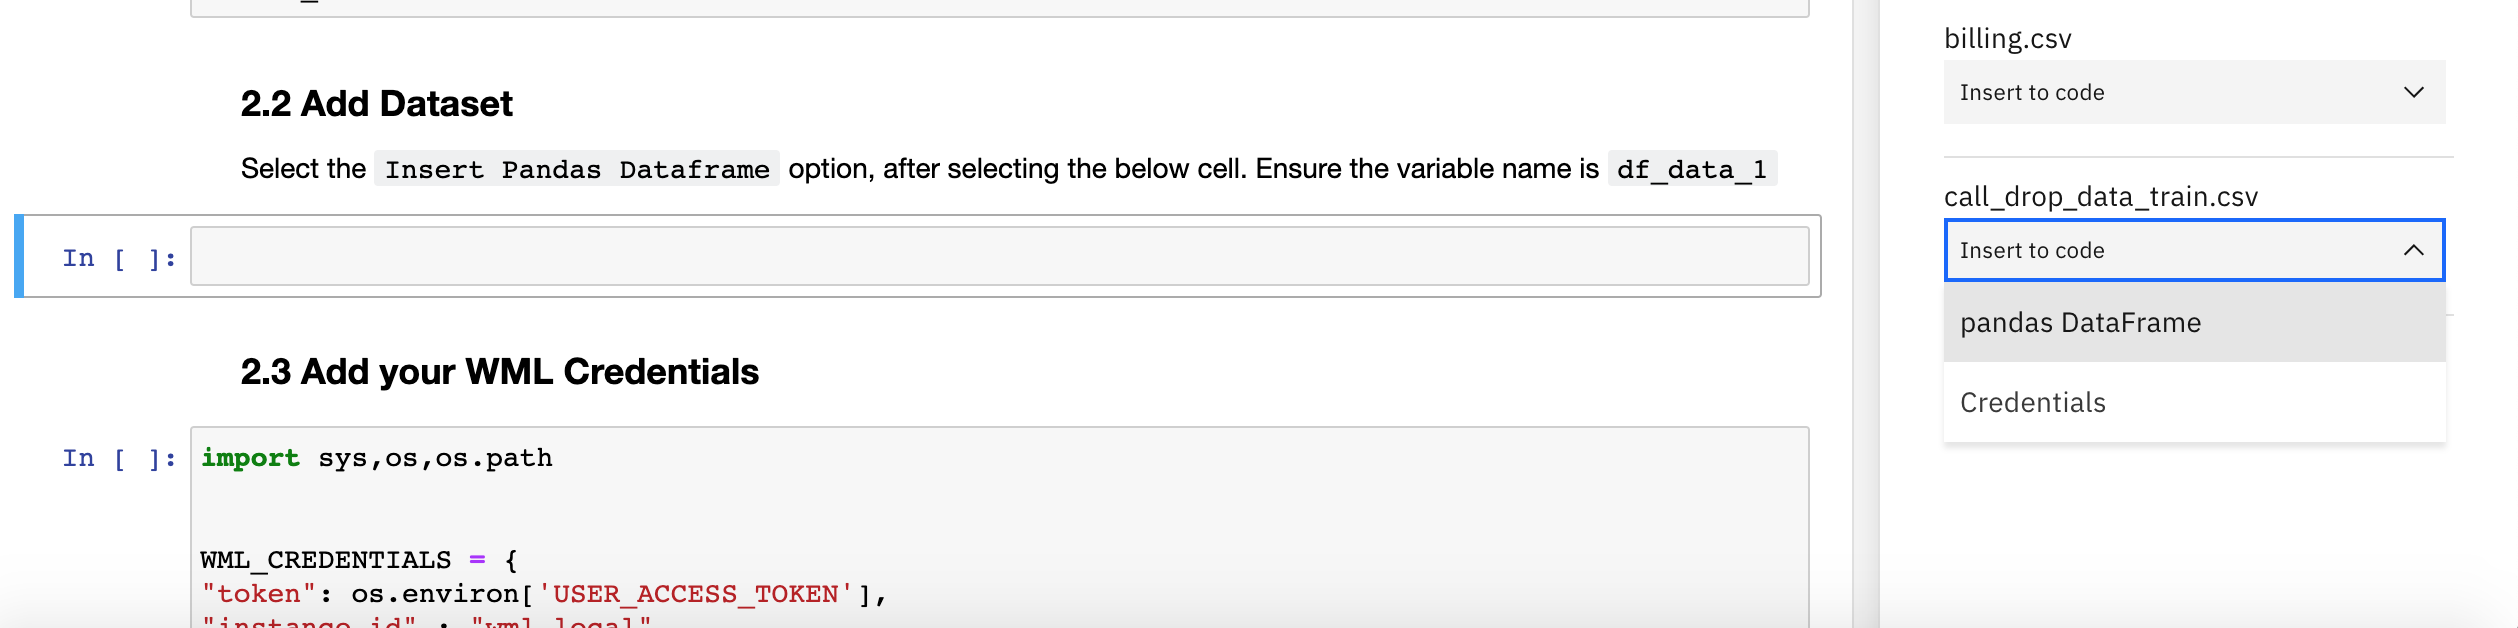 2.2 Add Dataset
Select the Insert Pandas Dataframe option, after selecting the below cell. Ensure the variable name is df_data_1
In [ ]:
2.3 Add your WML Credentials
In [ ]:
import sys,os,os.path
WML_CREDENTIALS = {
"token": os.environ['USER_ACCESS_TOKEN'],
"instance_id" : "wml_local"
billing.csv
Insert to code
call_drop_data_train.csv
Insert to code
pandas DataFrame
Credentials